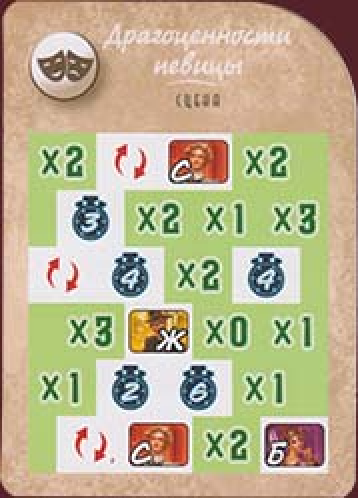 Драгоценности
певицы
СЦЕНА
x2 С x2
3 x2 x1 x3
4 x2 4
x3 Ж x0 x1
x1 2 6 x1
С x2 Б